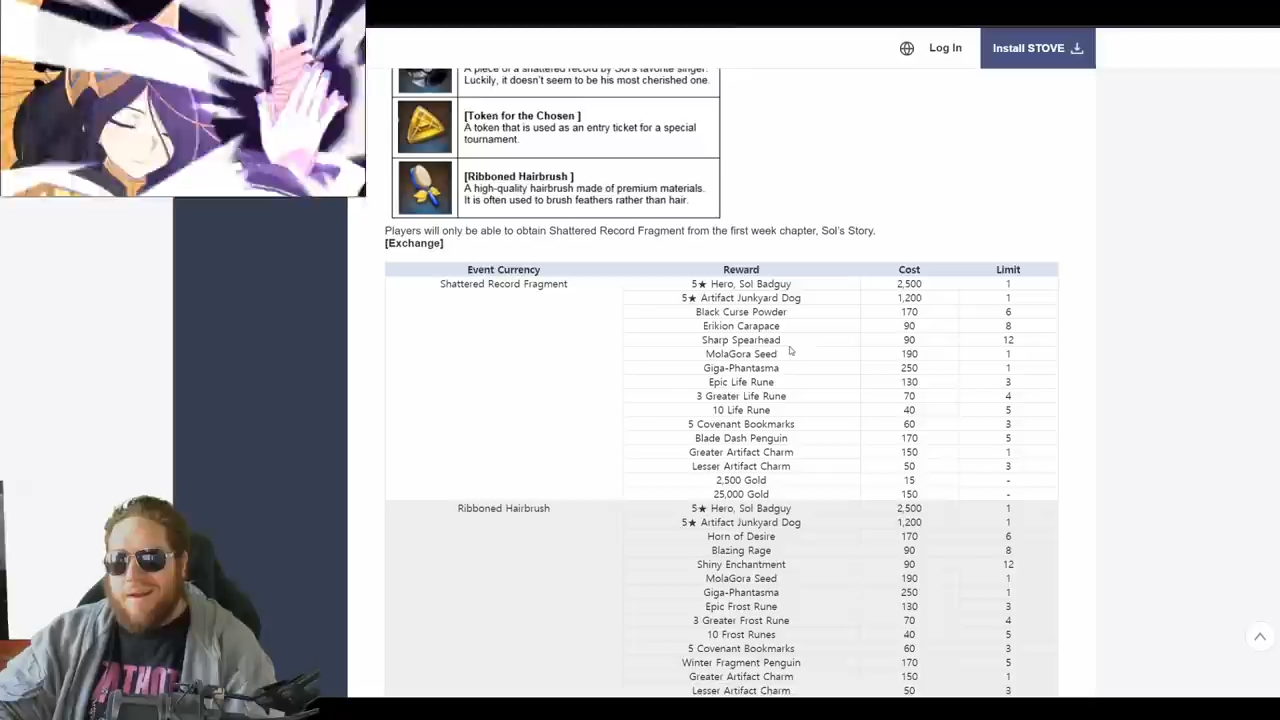 Log In
Install STOVE
A piece of a shattered record by Sol's favorite singer.
Luckily, it doesn't seem to be his most cherished one.
[Token for the Chosen ]
A token that is used as an entry ticket for a special
tournament.
[Ribboned Hairbrush ]
A high-quality hairbrush made of premium materials.
It is often used to brush feathers rather than hair.
Players will only be able to obtain Shattered Record Fragment from the first week chapter, Sol's Story.
[Exchange]
Event Currency Reward Cost Limit
Shattered Record Fragment 5★ Hero, Sol Badguy 2,500 1
5★ Artifact Junkyard Dog 1,200 1
Black Curse Powder 170 6
Erikion Carapace 90 8
Sharp Spearhead 90 12
MolaGora Seed 190 1
Giga-Phantasma 250 1
Epic Life Rune 130 3
3 Greater Life Rune 70 4
10 Life Rune 40 5
5 Covenant Bookmarks 60 3
Blade Dash Penguin 170 5
Greater Artifact Charm 150 1
Lesser Artifact Charm 50 3
2,500 Gold 15 -
25,000 Gold 150 -
Ribboned Hairbrush 5★ Hero, Sol Badguy 2,500 1
5★ Artifact Junkyard Dog 1,200 1
Horn of Desire 170 6
Blazing Rage 90 8
Shiny Enchantment 90 12
MolaGora Seed 190 1
Giga-Phantasma 250 1
Epic Frost Rune 130 3
3 Greater Frost Rune 70 4
10 Frost Runes 40 5
5 Covenant Bookmarks 60 3
Winter Fragment Penguin 170 5
Greater Artifact Charm 150 1
Lesser Artifact Charm 50 3